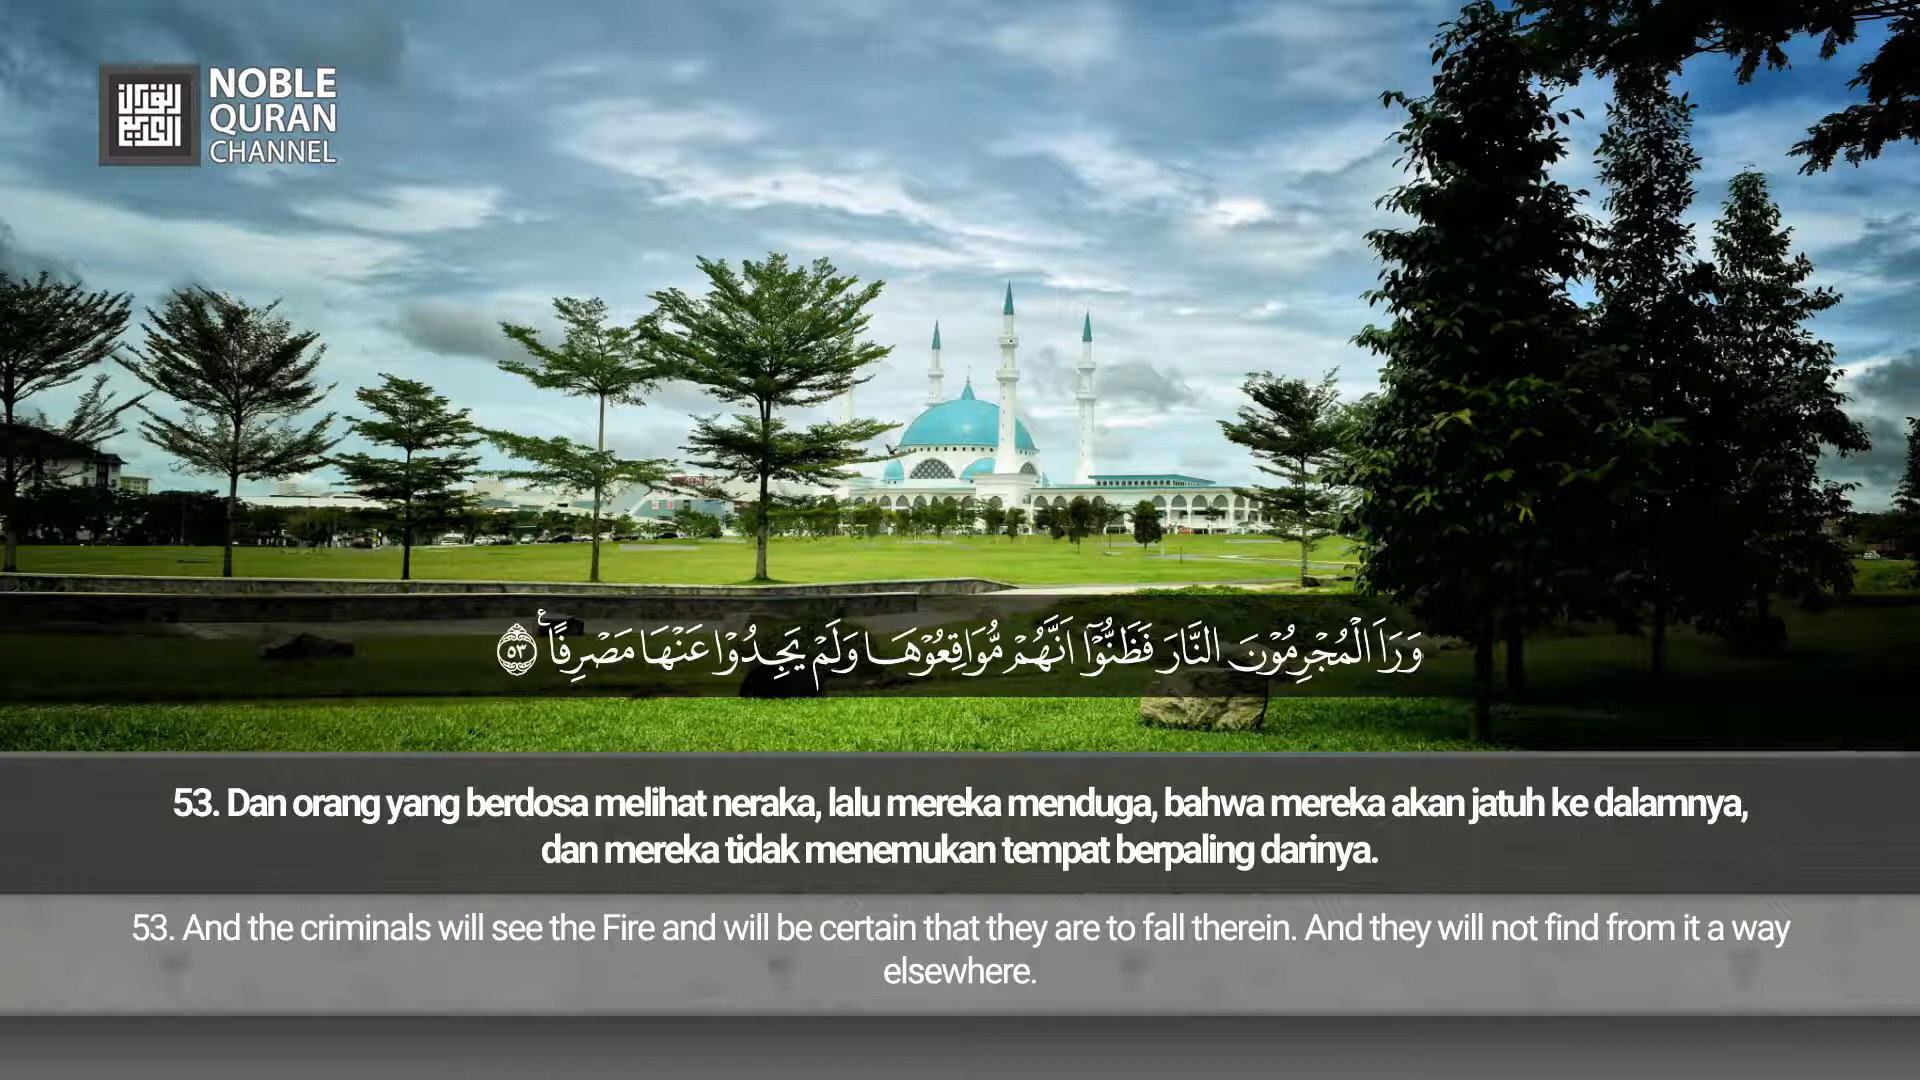 القرآن
الكريم
NOBLE
QURAN
CHANNEL
وَرَاَ الْمُجْرِمُوْنَ النَّارَ فَظَنُّوْٓا اَنَّهُمْ مُّوَاقِعُوْهَا وَلَمْ يَجِدُوْا عَنْهَا مَصْرِفًا ࣖ ٥٣
53. Dan orang yang berdosa melihat neraka, lalu mereka menduga, bahwa mereka akan jatuh ke dalamnya,
dan mereka tidak menemukan tempat berpaling darinya.
53. And the criminals will see the Fire and will be certain that they are to fall therein. And they will not find from it a way
elsewhere.